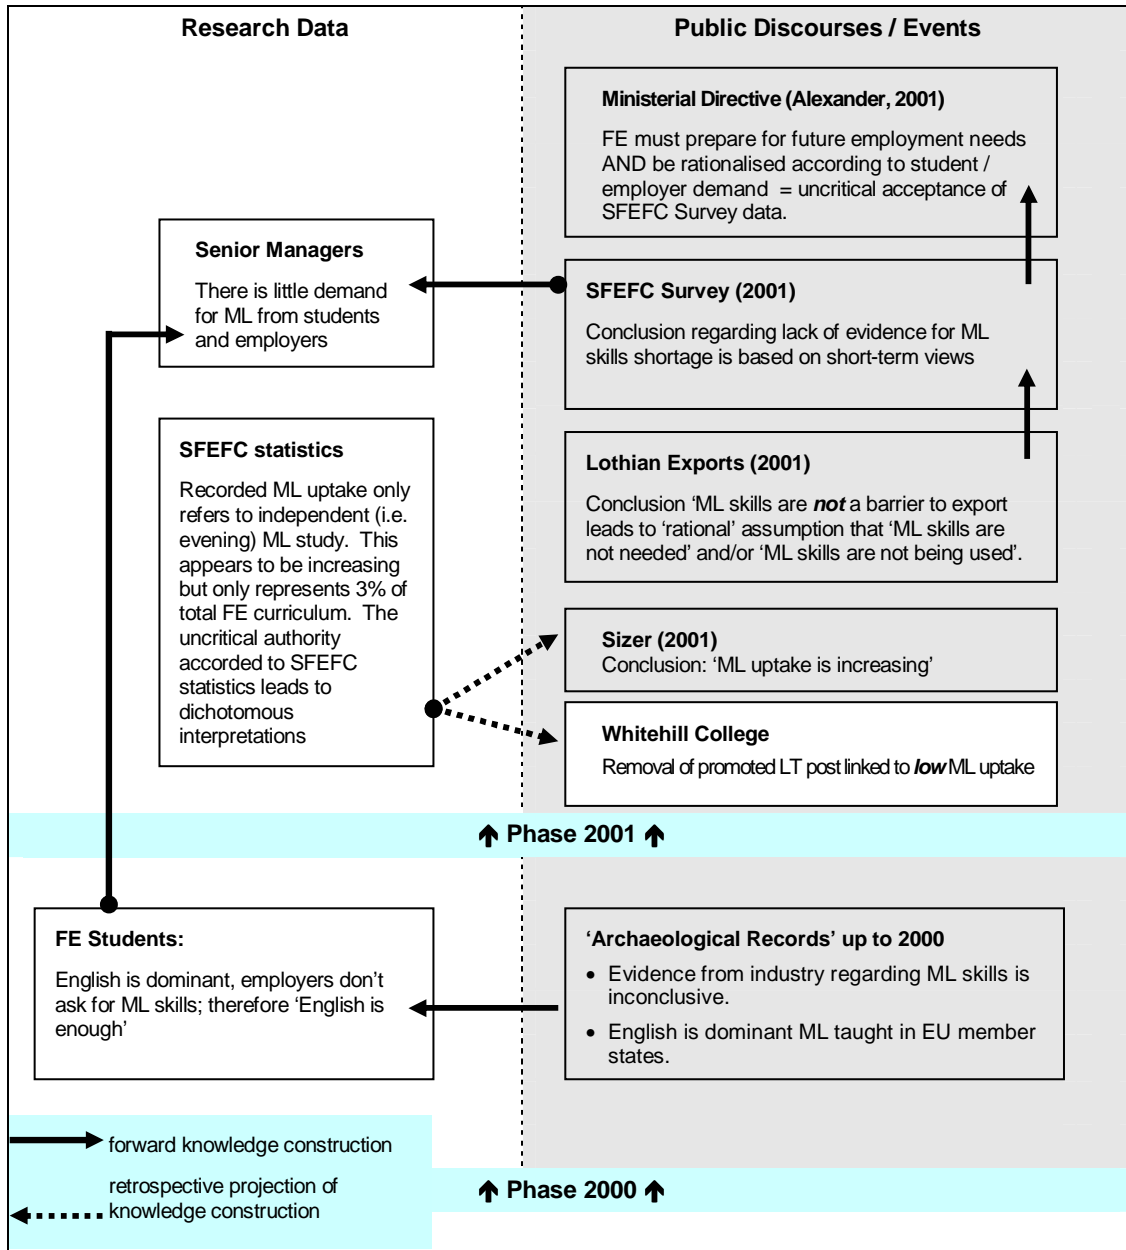 Research Data
Public Discourses / Events
Ministerial Directive (Alexander, 2001)
FE must prepare for future employment needs
AND be rationalised according to student /
employer demand  = uncritical acceptance of
SFEFC Survey data.
Senior Managers
There is little demand
for ML from students
and employers
SFEFC Survey (2001)
Conclusion regarding lack of evidence for ML
skills shortage is based on short-term views
SFEFC statistics
Recorded ML uptake only
refers to independent (i.e.
evening) ML study.  This
appears to be increasing
but only represents 3% of
total FE curriculum.  The
uncritical authority
accorded to SFEFC
statistics leads to
dichotomous
interpretations
Lothian Exports (2001)
Conclusion ‘ML skills are not a barrier to export
leads to ‘rational’ assumption that ‘ML skills are
not needed’ and/or ‘ML skills are not being used’.
Sizer (2001)
Conclusion: ‘ML uptake is increasing’
Whitehill College
Removal of promoted LT post linked to low ML uptake
↑ Phase 2001 ↑
FE Students:
English is dominant, employers don’t
ask for ML skills; therefore ‘English is
enough’
‘Archaeological Records’ up to 2000
• Evidence from industry regarding ML skills is
inconclusive.
• English is dominant ML taught in EU member
states.
forward knowledge construction
retrospective projection of
knowledge construction
↑ Phase 2000 ↑